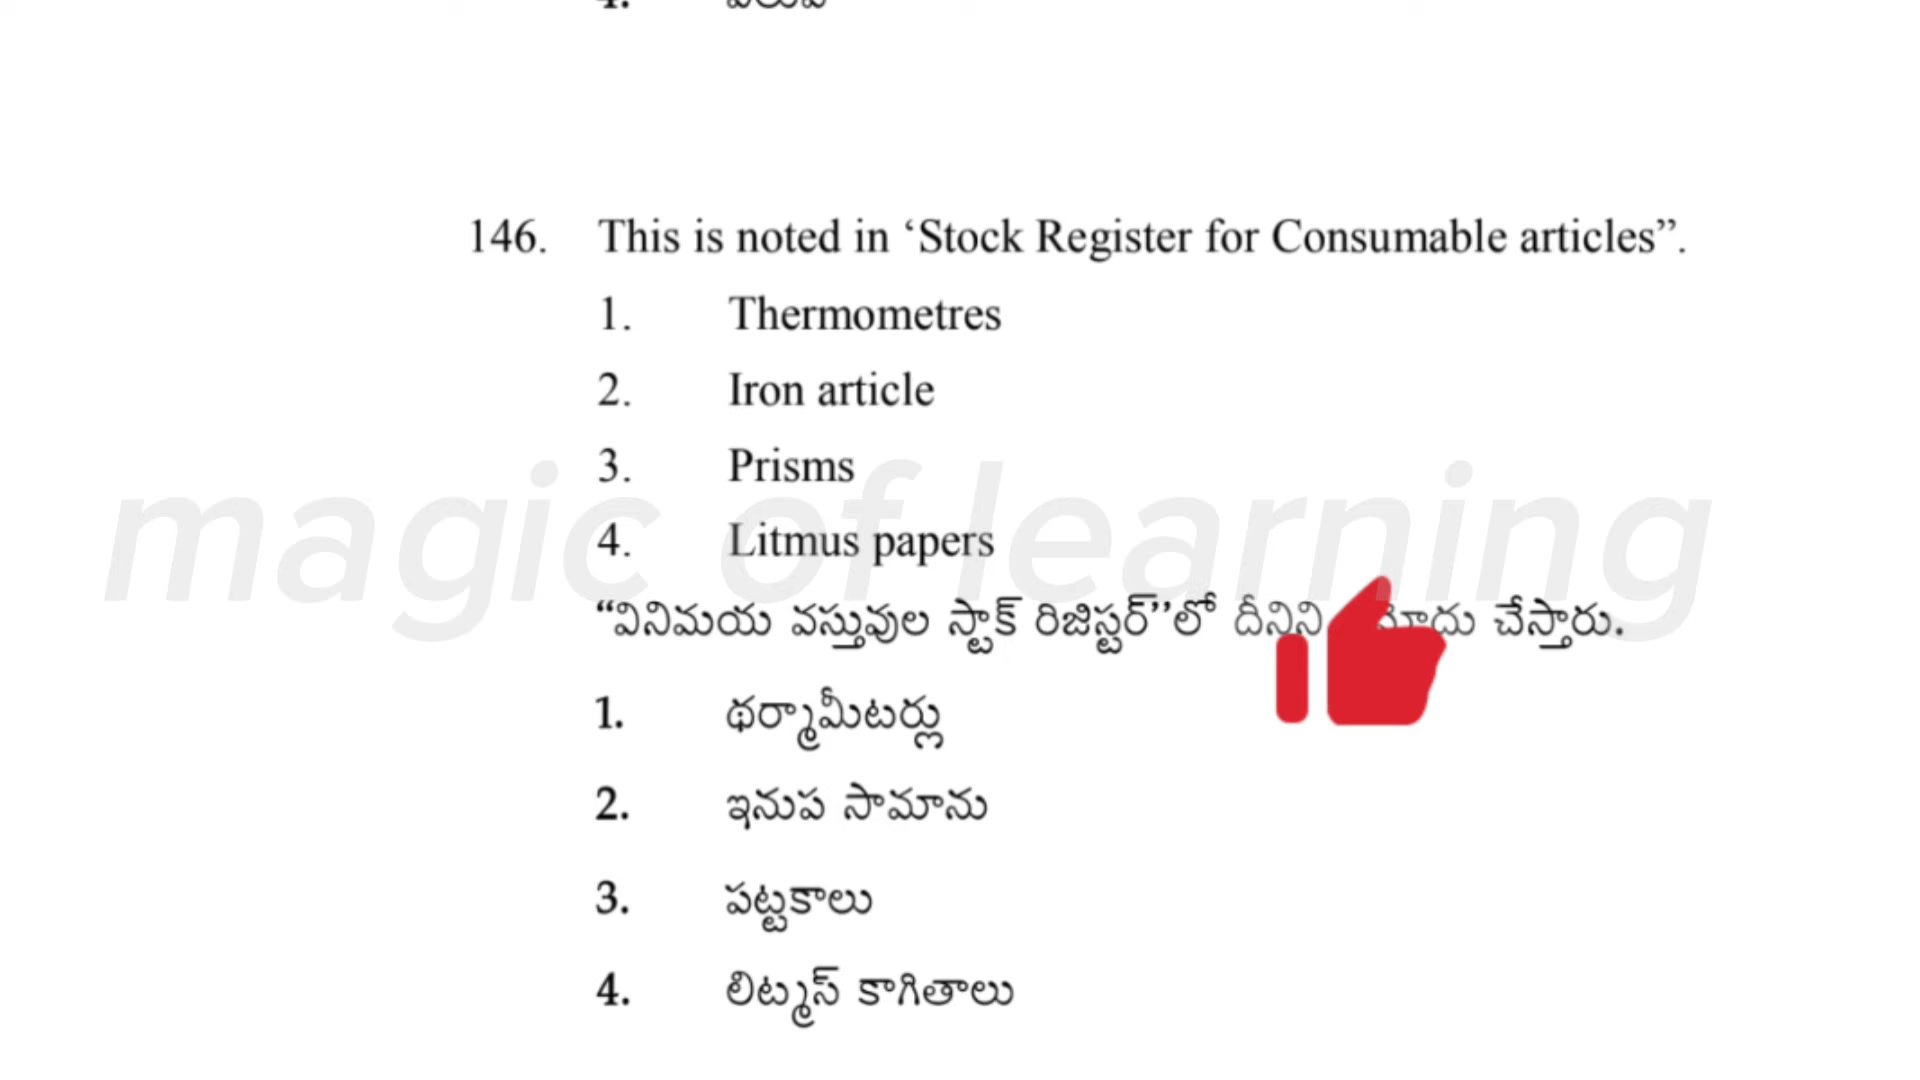 146. This is noted in ‘Stock Register for Consumable articles”.
1. Thermometres
2. Iron article
3. Prisms
4. Litmus papers
magic of learning
“వినిమయ వస్తువుల స్టాక్ రిజిస్టర్”లో దీనిని చేస్తారు.
1. థర్మామీటర్లు
2. ఇనుప సామాను
3. పట్టకాలు
4. లిట్మస్ కాగితాలు